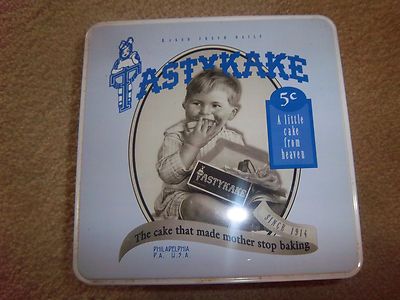 BAKED FRESH DAILY
TASTYKAKE
5¢
A little
cake
from
heaven
TASTYKAKE
SINCE 1914
The cake that made mother stop baking
PHILADELPHIA
P.A. U.S.A